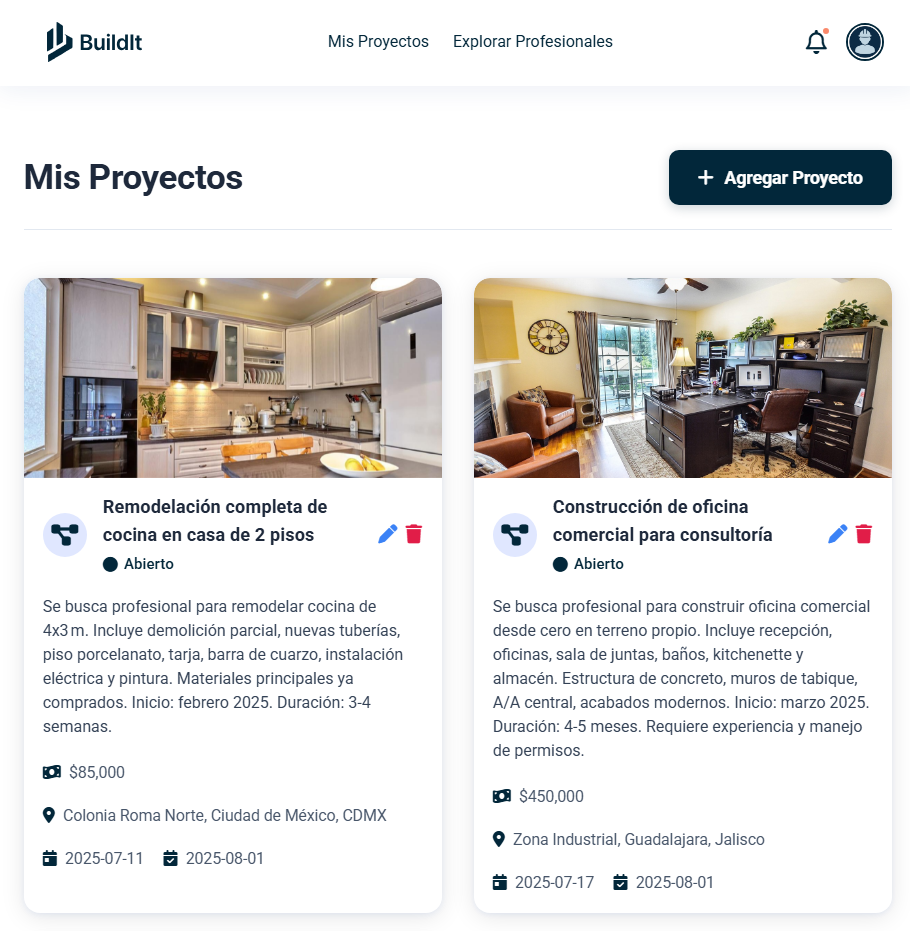 BuildIt
Mis Proyectos
Explorar Profesionales
Mis Proyectos
+ Agregar Proyecto
Remodelación completa de
cocina en casa de 2 pisos
Abierto
Se busca profesional para remodelar cocina de
4x3 m. Incluye demolición parcial, nuevas tuberías,
piso porcelanato, tarja, barra de cuarzo, instalación
eléctrica y pintura. Materiales principales ya
comprados. Inicio: febrero 2025. Duración: 3-4
semanas.
$85,000
Colonia Roma Norte, Ciudad de México, CDMX
2025-07-11 2025-08-01
Construcción de oficina
comercial para consultoría
Abierto
Se busca profesional para construir oficina comercial
desde cero en terreno propio. Incluye recepción,
oficinas, sala de juntas, baños, kitchenette y
almacén. Estructura de concreto, muros de tabique,
A/A central, acabados modernos. Inicio: marzo 2025.
Duración: 4-5 meses. Requiere experiencia y manejo
de permisos.
$450,000
Zona Industrial, Guadalajara, Jalisco
2025-07-17 2025-08-01